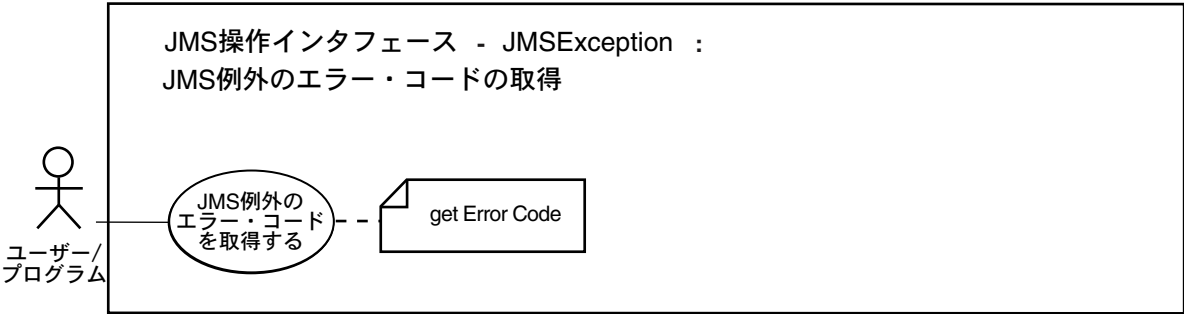 JMS操作インタフェース - JMSException :
JMS例外のエラー・コードの取得
JMS例外の
エラー・コード
を取得する
get Error Code
ユーザー/
プログラム